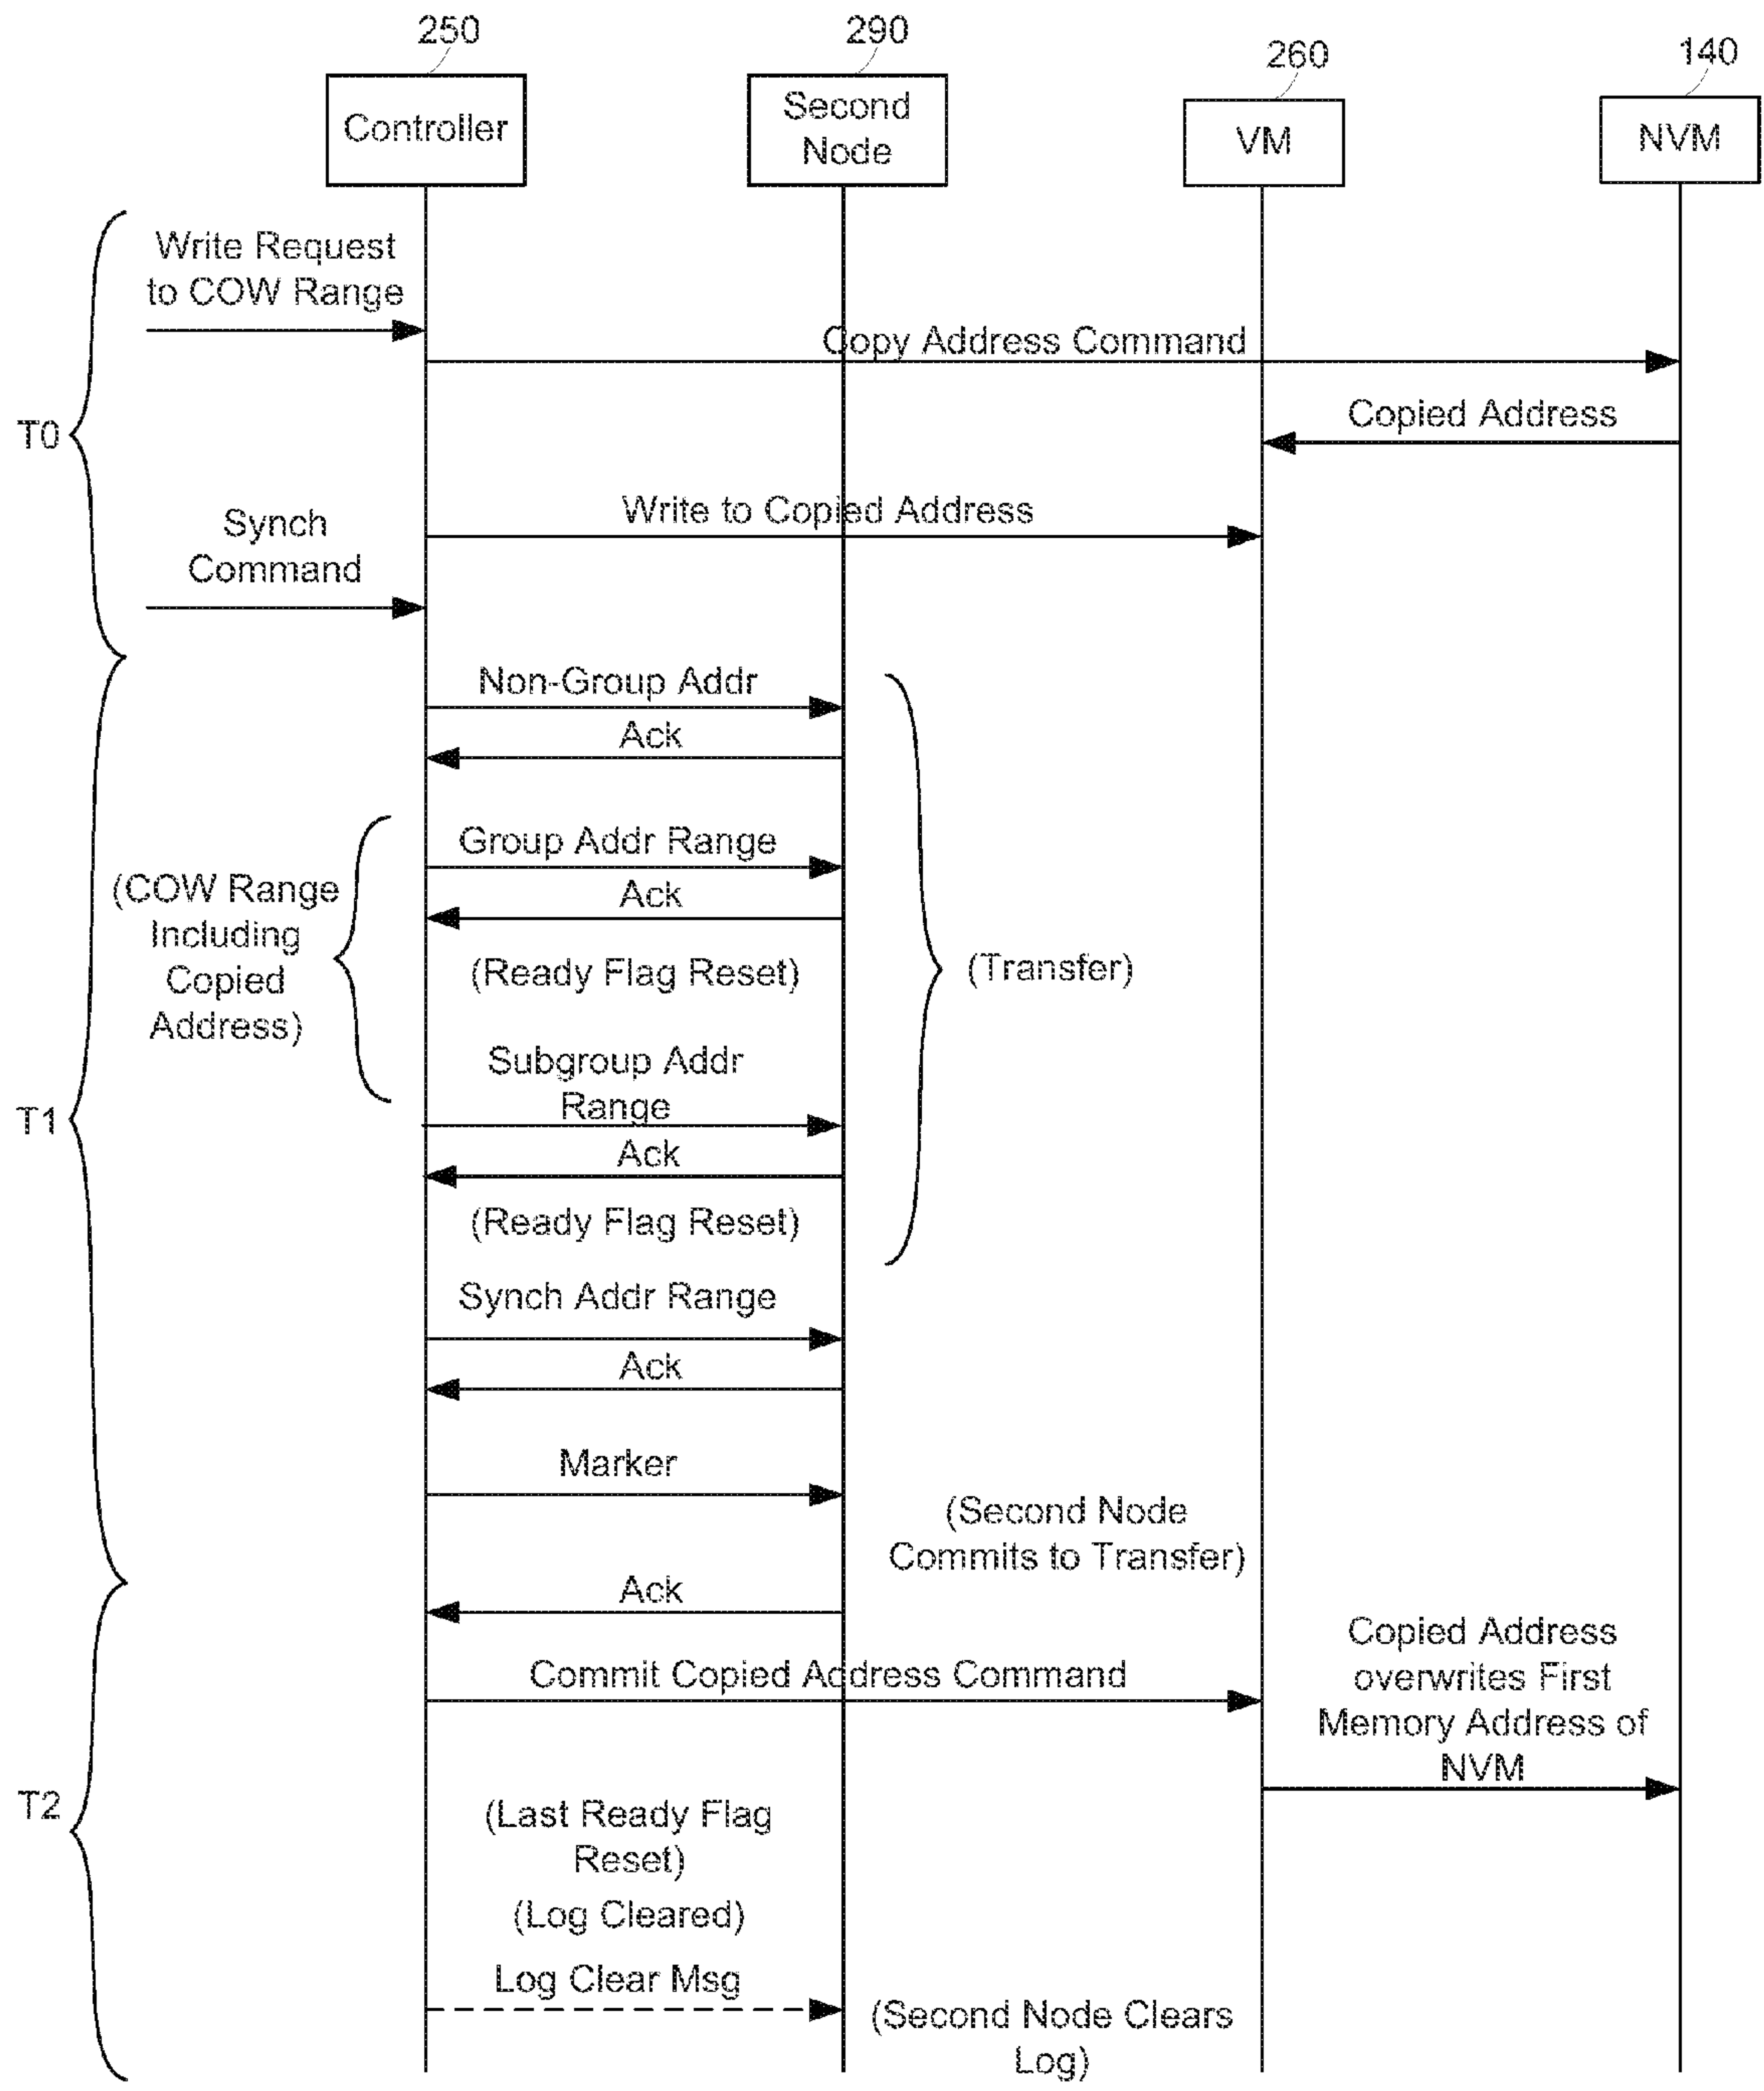 250
290
260
140
Controller
Second
Node
VM
NVM
Write Request
to COW Range
Copy Address Command
Copied Address
T0
Write to Copied Address
Synch
Command
Non-Group Addr
Ack
Group Addr Range
(COW Range
Including
Copied
Address)
Ack
(Ready Flag Reset)
(Transfer)
Subgroup Addr
Range
T1
Ack
(Ready Flag Reset)
Synch Addr Range
Ack
Marker
(Second Node
Commits to Transfer)
Ack
Commit Copied Address Command
Copied Address
overwrites First
Memory Address of
NVM
T2
(Last Ready Flag
Reset)
(Log Cleared)
Log Clear Msg
(Second Node Clears
Log)